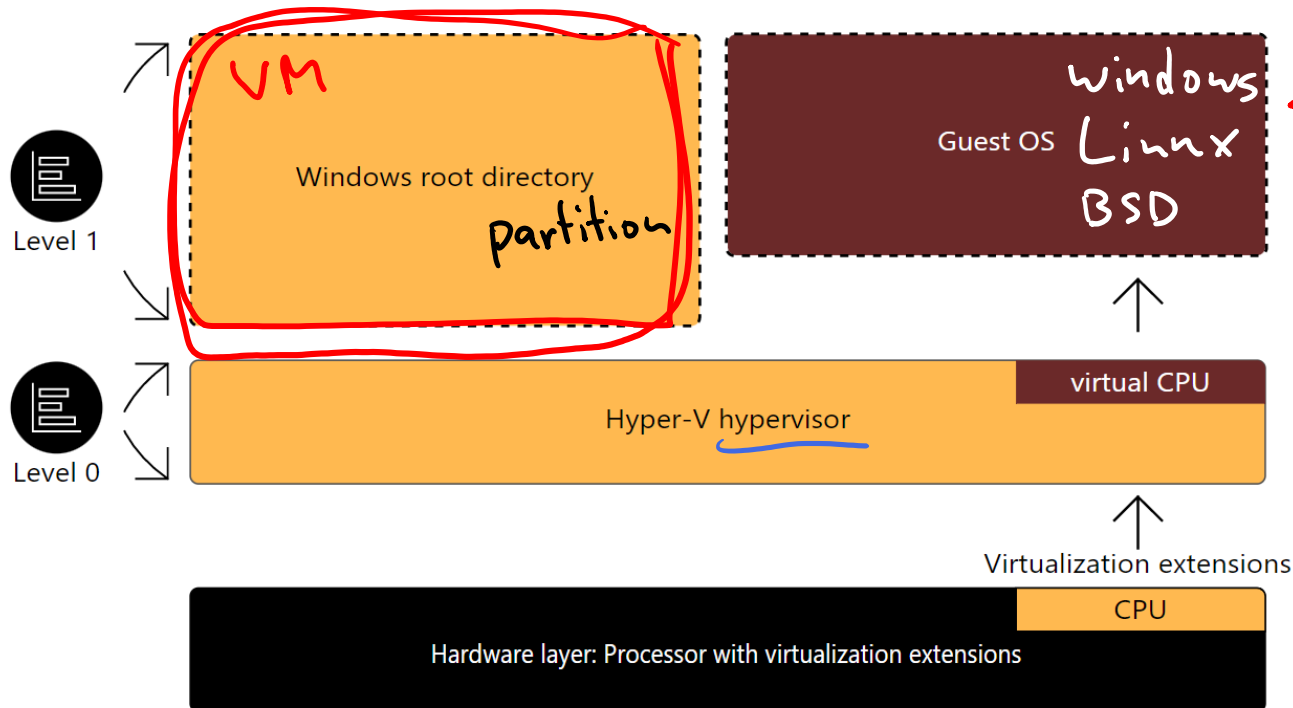 VM
Windows root directory
partition
Level 1
Guest OS
windows
Linux
BSD
virtual CPU
Hyper-V hypervisor
Level 0
Virtualization extensions
CPU
Hardware layer: Processor with virtualization extensions